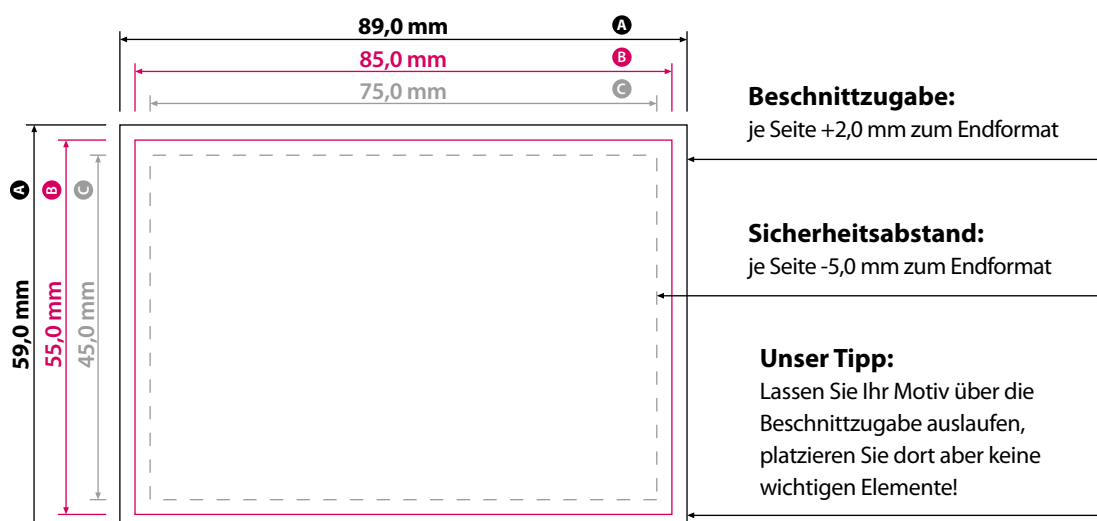 89,0 mm A
85,0 mm B
75,0 mm C
A
B
C
59,0 mm
55,0 mm
45,0 mm
Beschnittzugabe:
je Seite +2,0 mm zum Endformat
Sicherheitsabstand:
je Seite -5,0 mm zum Endformat
Unser Tipp:
Lassen Sie Ihr Motiv über die
Beschnittzugabe auslaufen,
platzieren Sie dort aber keine
wichtigen Elemente!